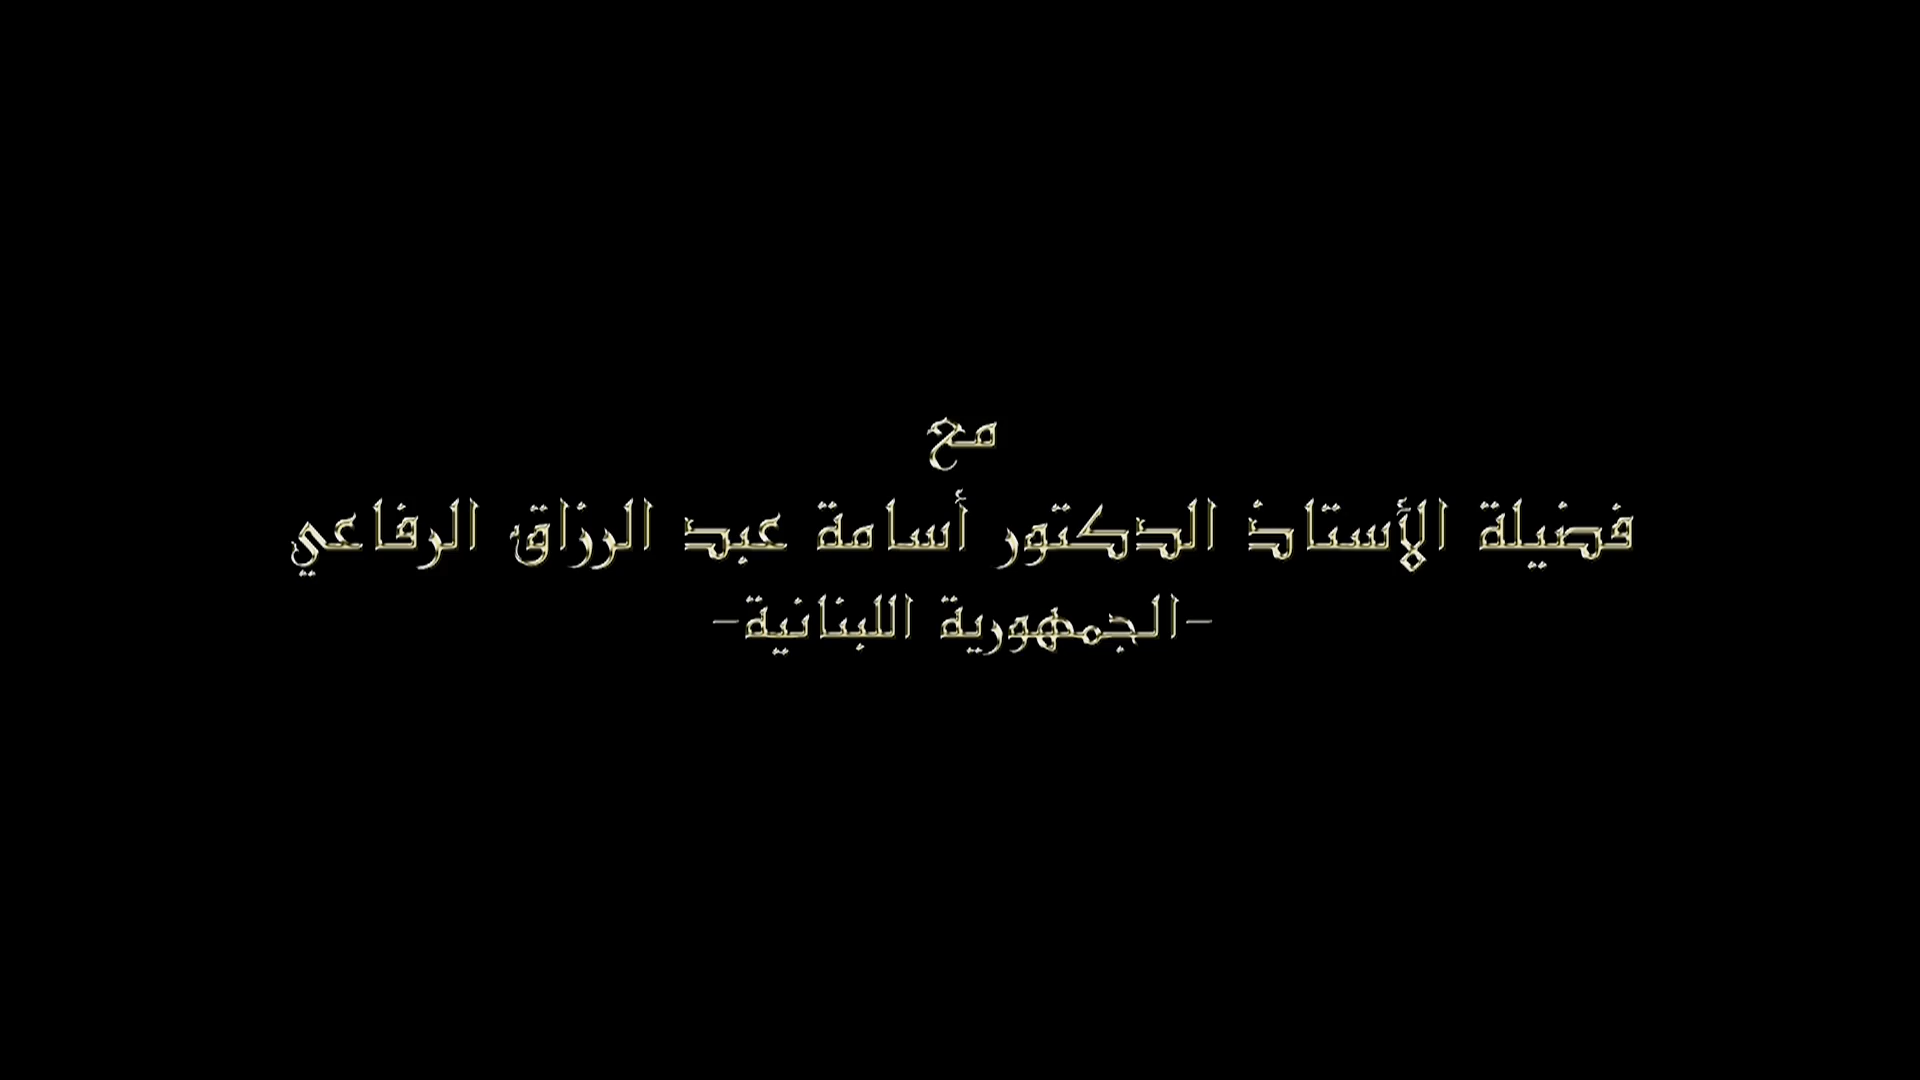 مع
فضيلة الأستاذ الدكتور أسامة عبد الرزاق الرفاعي
-الجمهورية اللبنانية-